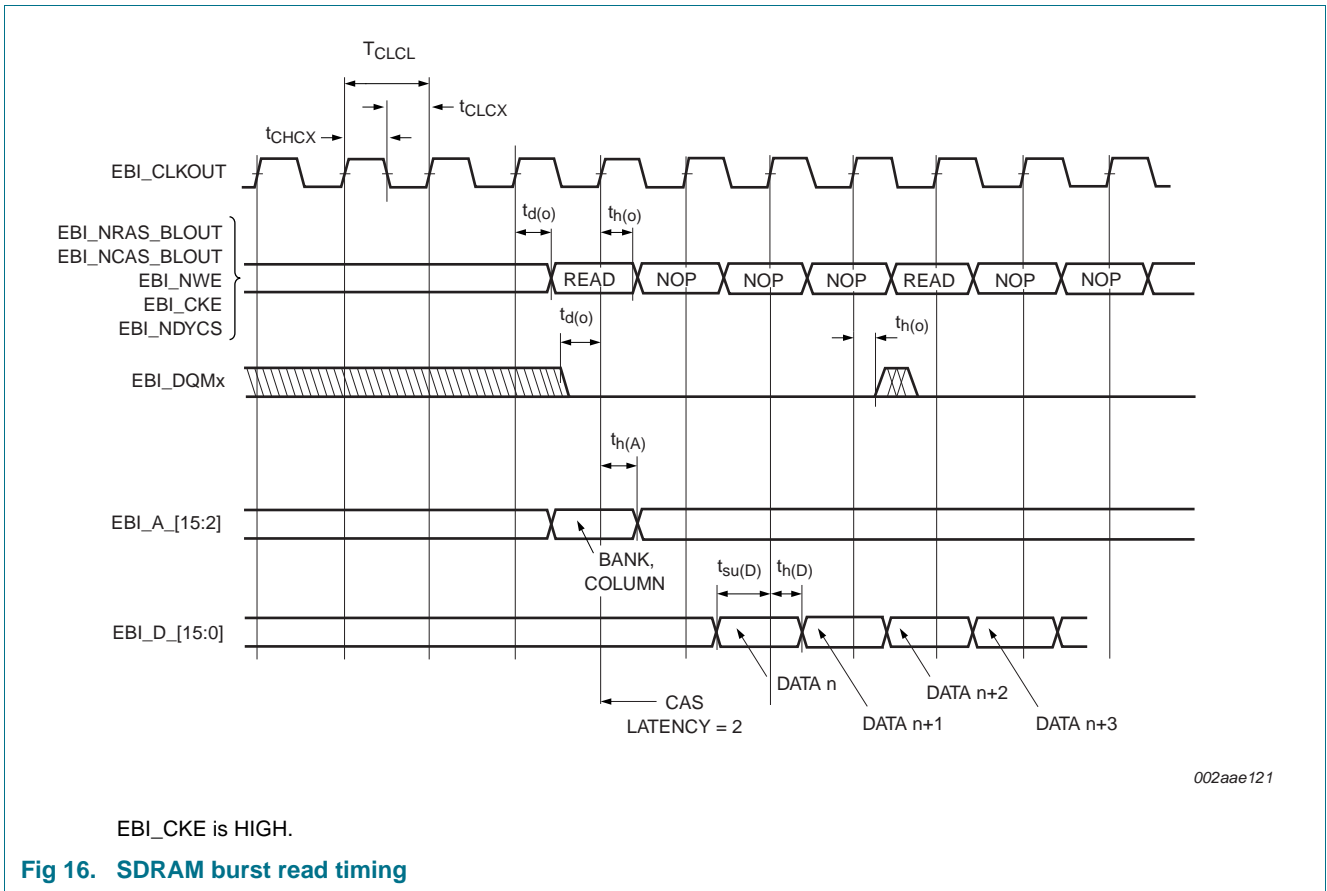 TCLCL
tCLCX
tCHCX
EBI_CLKOUT
td(o)
th(o)
EBI_NRAS_BLOUT
EBI_NCAS_BLOUT
EBI_NWE
EBI_CKE
EBI_NDYCS
READ NOP NOP NOP READ NOP NOP
td(o)
th(o)
EBI_DQMx
th(A)
EBI_A_[15:2]
BANK,
COLUMN
tsu(D) th(D)
EBI_D_[15:0]
DATA n
DATA n+1
DATA n+2
DATA n+3
CAS
LATENCY = 2
002aae121
EBI_CKE is HIGH.
Fig 16. SDRAM burst read timing